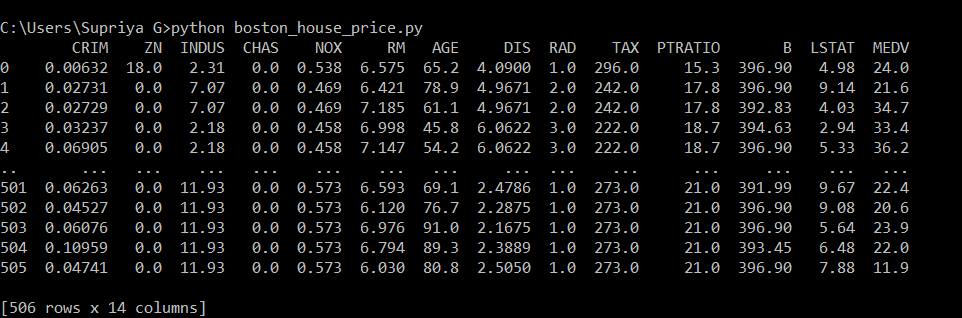 C:\Users\Supriya G>python boston_house_price.py
CRIM ZN INDUS CHAS NOX RM AGE DIS RAD TAX PTRATIO B LSTAT MEDV
0 0.00632 18.0 2.31 0.0 0.538 6.575 65.2 4.0900 1.0 296.0 15.3 396.90 4.98 24.0
1 0.02731 0.0 7.07 0.0 0.469 6.421 78.9 4.9671 2.0 242.0 17.8 396.90 9.14 21.6
2 0.02729 0.0 7.07 0.0 0.469 7.185 61.1 4.9671 2.0 242.0 17.8 392.83 4.03 34.7
3 0.03237 0.0 2.18 0.0 0.458 6.998 45.8 6.0622 3.0 222.0 18.7 394.63 2.94 33.4
4 0.06905 0.0 2.18 0.0 0.458 7.147 54.2 6.0622 3.0 222.0 18.7 396.90 5.33 36.2
.. ... ... ... ... ... ... ... ... ... ... ... ... ... ...
501 0.06263 0.0 11.93 0.0 0.573 6.593 69.1 2.4786 1.0 273.0 21.0 391.99 9.67 22.4
502 0.04527 0.0 11.93 0.0 0.573 6.120 76.7 2.2875 1.0 273.0 21.0 396.90 9.08 20.6
503 0.06076 0.0 11.93 0.0 0.573 6.976 91.0 2.1675 1.0 273.0 21.0 396.90 5.64 23.9
504 0.10959 0.0 11.93 0.0 0.573 6.794 89.3 2.3889 1.0 273.0 21.0 393.45 6.48 22.0
505 0.04741 0.0 11.93 0.0 0.573 6.030 80.8 2.5050 1.0 273.0 21.0 396.90 7.88 11.9
[506 rows x 14 columns]